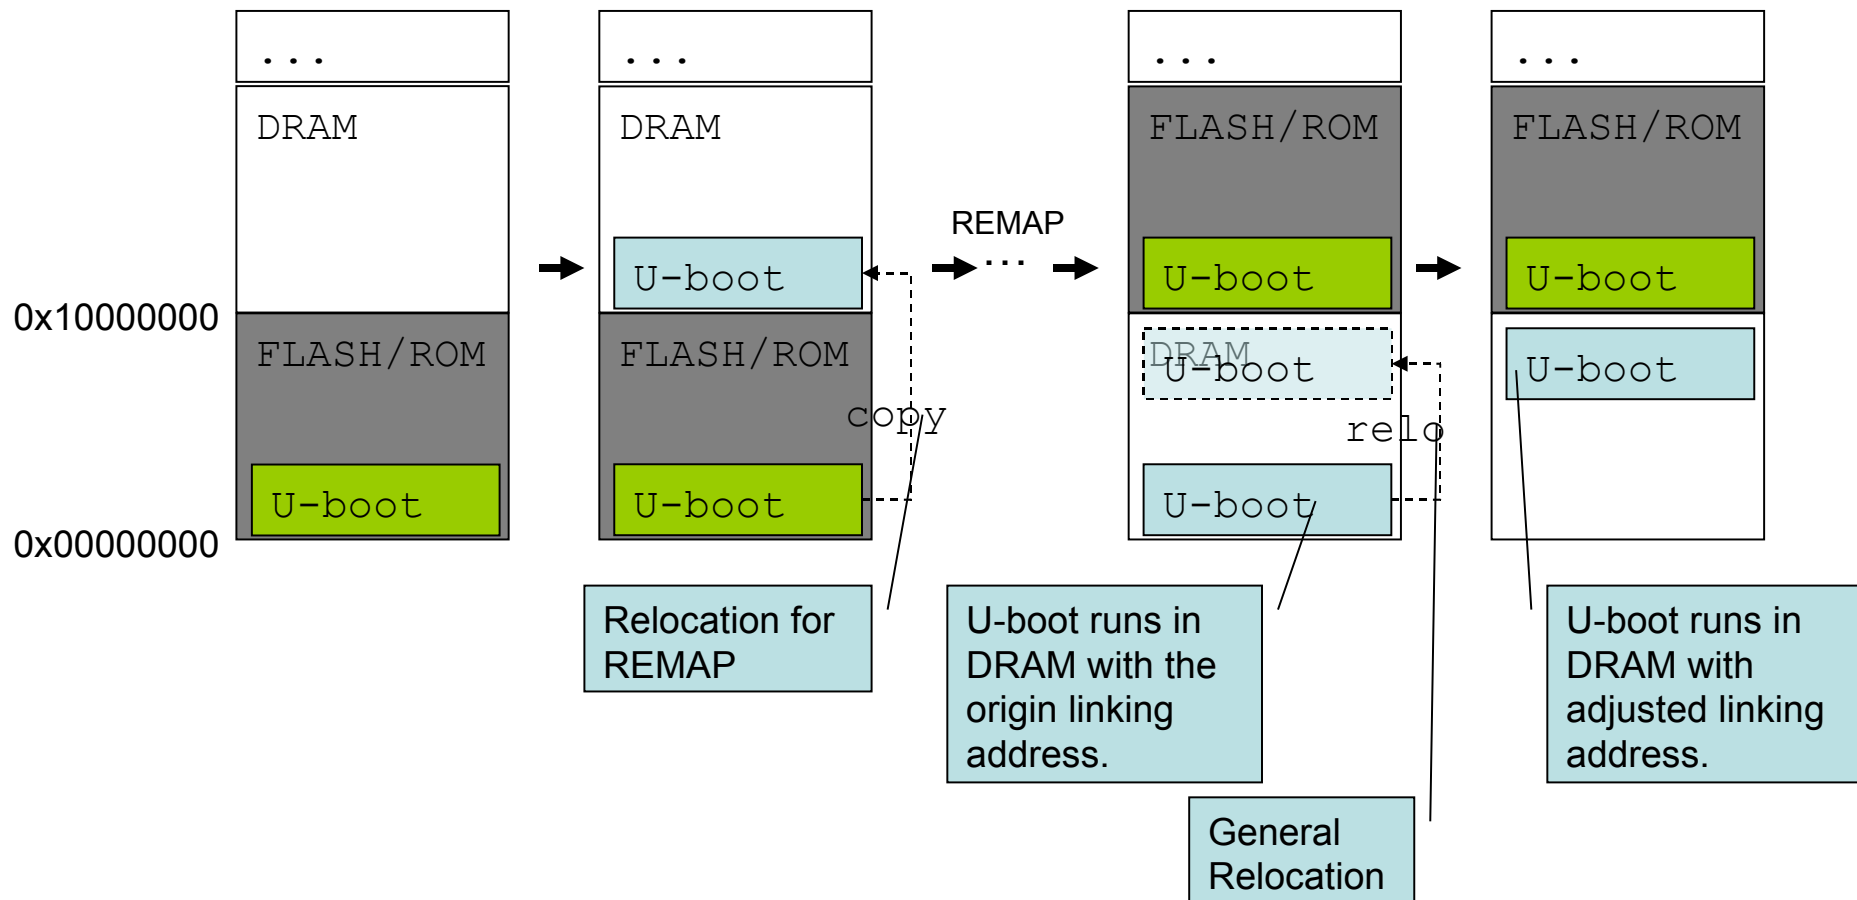 ...
DRAM
0x10000000
FLASH/ROM
U-boot
0x00000000
...
DRAM
U-boot
FLASH/ROM
copy
U-boot
Relocation for
REMAP
REMAP
...
...
FLASH/ROM
U-boot
DRAM
U-boot
relo
U-boot
U-boot runs in
DRAM with the
origin linking
address.
General
Relocation
...
FLASH/ROM
U-boot
U-boot
U-boot runs in
DRAM with
adjusted linking
address.